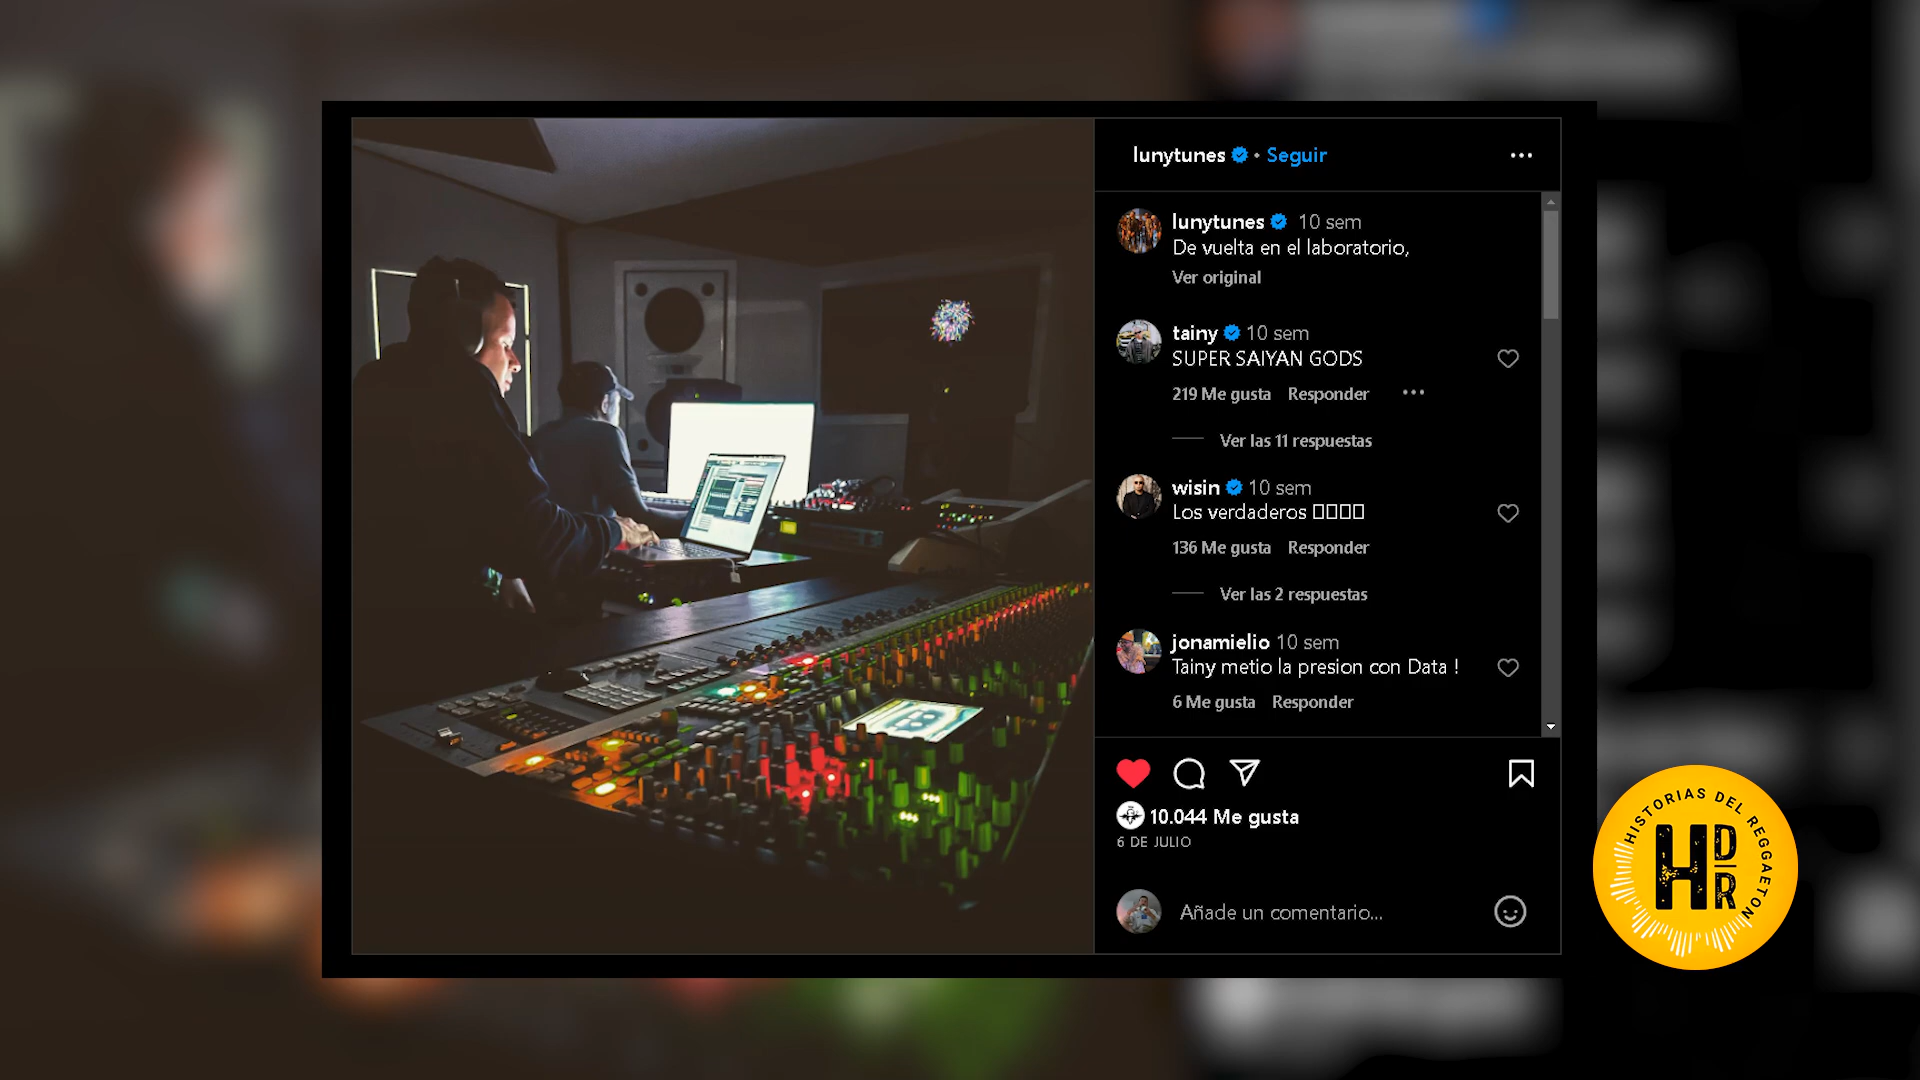 lunytunes • Seguir
lunytunes 10 sem
De vuelta en el laboratorio,
Ver original
tainy 10 sem
SUPER SAIYAN GODS
219 Me gusta Responder
Ver las 11 respuestas
wisin 10 sem
Los verdaderos □□□□
136 Me gusta Responder
Ver las 2 respuestas
jonamielio 10 sem
Tainy metio la presion con Data !
6 Me gusta Responder
10.044 Me gusta
6 DE JULIO
Añade un comentario...
HISTORIAS DEL REGGAETON
HDR